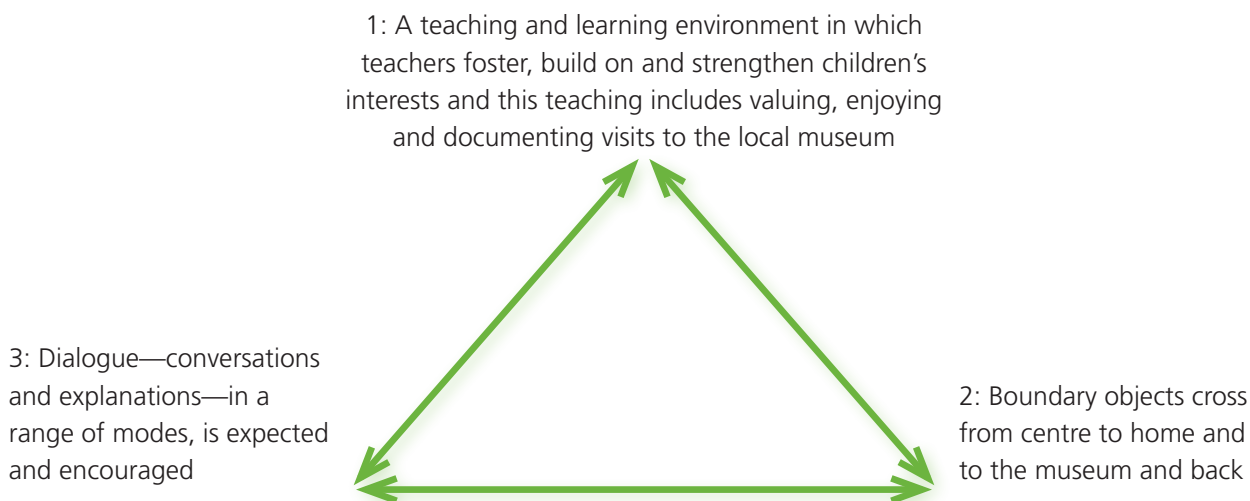 1: A teaching and learning environment in which
teachers foster, build on and strengthen children’s
interests and this teaching includes valuing, enjoying
and documenting visits to the local museum
3: Dialogue—conversations
and explanations—in a
range of modes, is expected
and encouraged
2: Boundary objects cross
from centre to home and
to the museum and back